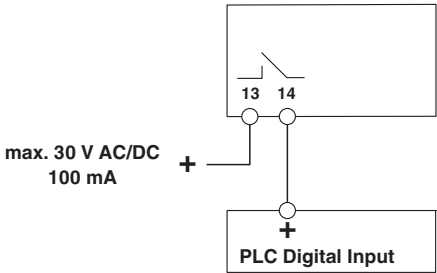 13 14
max. 30 V AC/DC
100 mA
+
+
PLC Digital Input